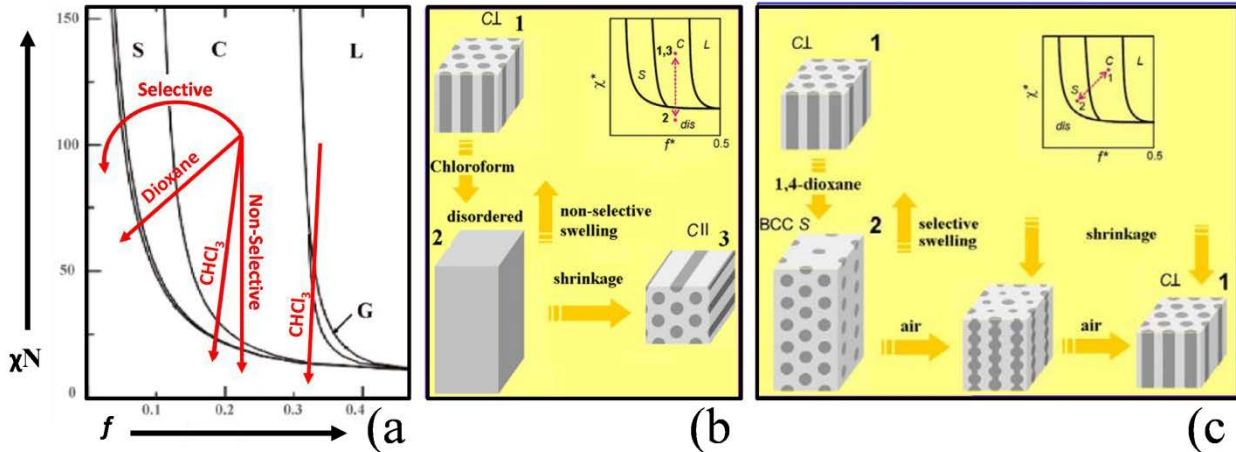 150
100
50
0
χN
0.1
0.2
0.3
0.4
f
S
C
L
G
Selective
Dioxane
CHCl3
Non-Selective
CHCl3
(a
C⊥
1
Chloroform
disordered
2
non-selective
swelling
shrinkage
C||
3
χ*
1,3
C
L
S
2
dis
f*
0.5
(b
C⊥
1
1,4-dioxane
BCC S
2
selective
swelling
air
shrinkage
air
C⊥
1
χ*
C
1
L
S
2
dis
f*
0.5
(c